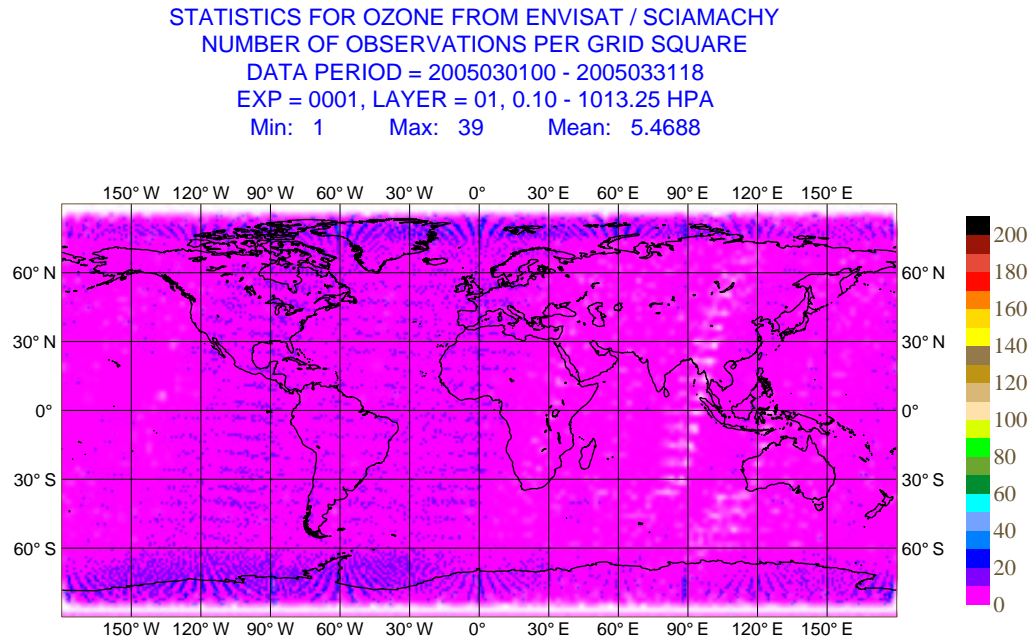 STATISTICS FOR OZONE FROM ENVISAT / SCIAMACHY
NUMBER OF OBSERVATIONS PER GRID SQUARE
DATA PERIOD = 2005030100 - 2005033118
EXP = 0001, LAYER = 01, 0.10 - 1013.25 HPA
Min: 1 Max: 39 Mean: 5.4688
150° W 120° W 90° W 60° W 30° W 0° 30° E 60° E 90° E 120° E 150° E
200
60° N 60° N 180
160
30° N 30° N 140
120
0° 0° 100
80
30° S 30° S 60
40
60° S 60° S 20
0
150° W 120° W 90° W 60° W 30° W 0° 30° E 60° E 90° E 120° E 150° E